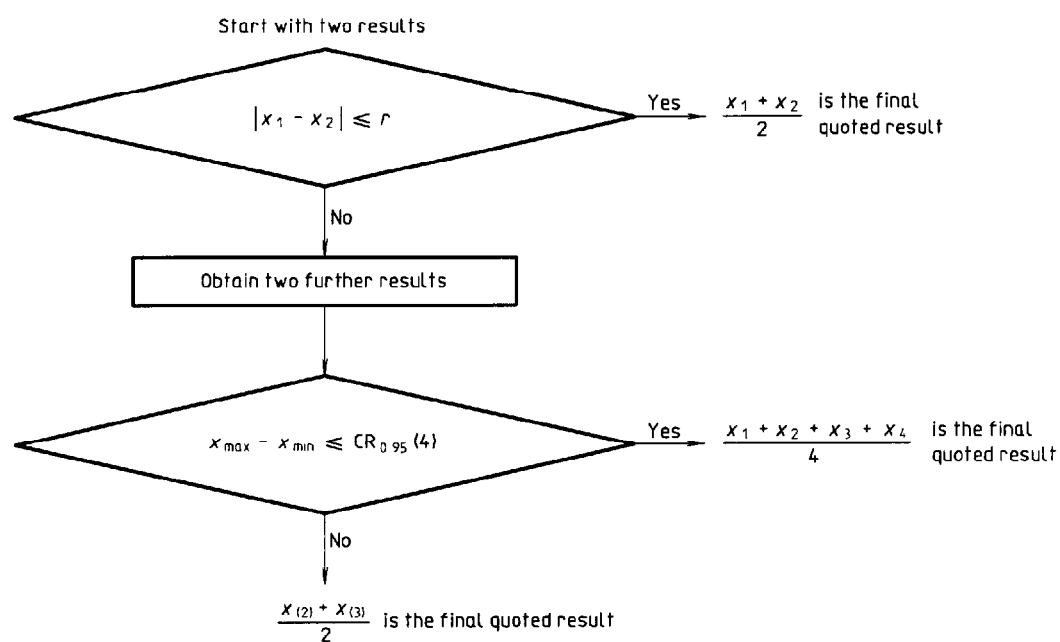 Start with two results
|x₁ − x₂| ⩽ r
Yes
x₁ + x₂
2
is the final
quoted result
No
Obtain two further results
x_max − x_min ⩽ CR₀ ₉₅(4)
Yes
x₁ + x₂ + x₃ + x₄
4
is the final
quoted result
No
x₍₂₎ + x₍₃₎
2
is the final quoted result